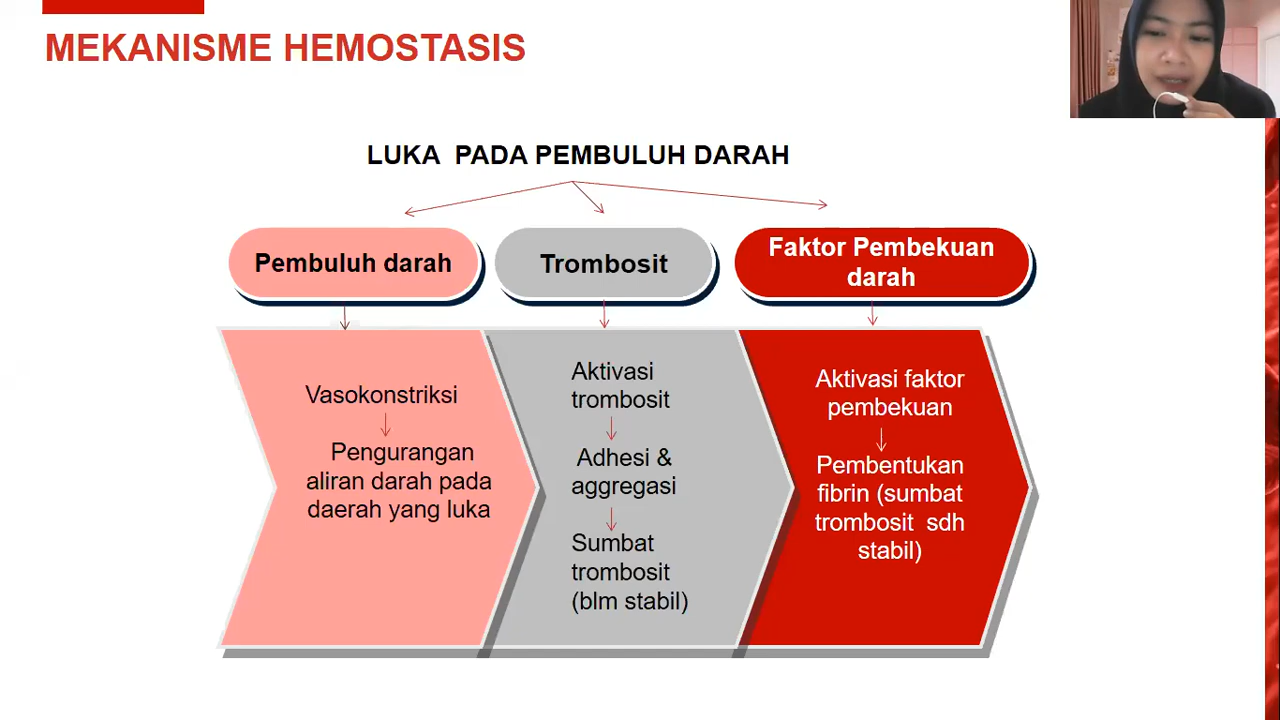 MEKANISME HEMOSTASIS
LUKA PADA PEMBULUH DARAH
Pembuluh darah
Trombosit
Faktor Pembekuan
darah
Vasokonstriksi
Pengurangan
aliran darah pada
daerah yang luka
Aktivasi
trombosit
Adhesi &
aggregasi
Sumbat
trombosit
(blm stabil)
Aktivasi faktor
pembekuan
Pembentukan
fibrin (sumbat
trombosit sdh
stabil)